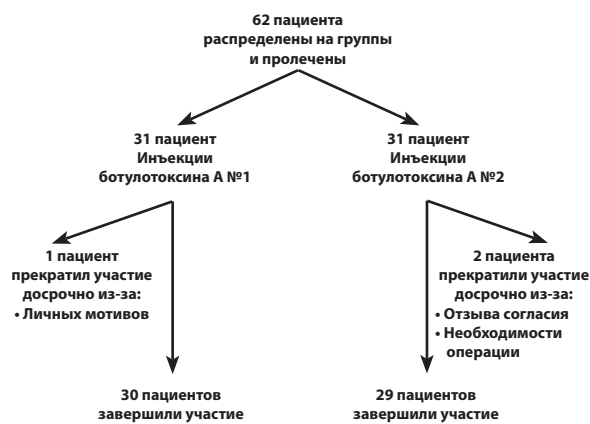 62 пациента
распределены на группы
и пролечены
31 пациент
Инъекции
ботулотоксина А №1
31 пациент
Инъекции
ботулотоксина А №2
1 пациент
прекратил участие
досрочно из-за:
• Личных мотивов
2 пациента
прекратили участие
досрочно из-за:
• Отзыва согласия
• Необходимости
операции
30 пациентов
завершили участие
29 пациентов
завершили участие